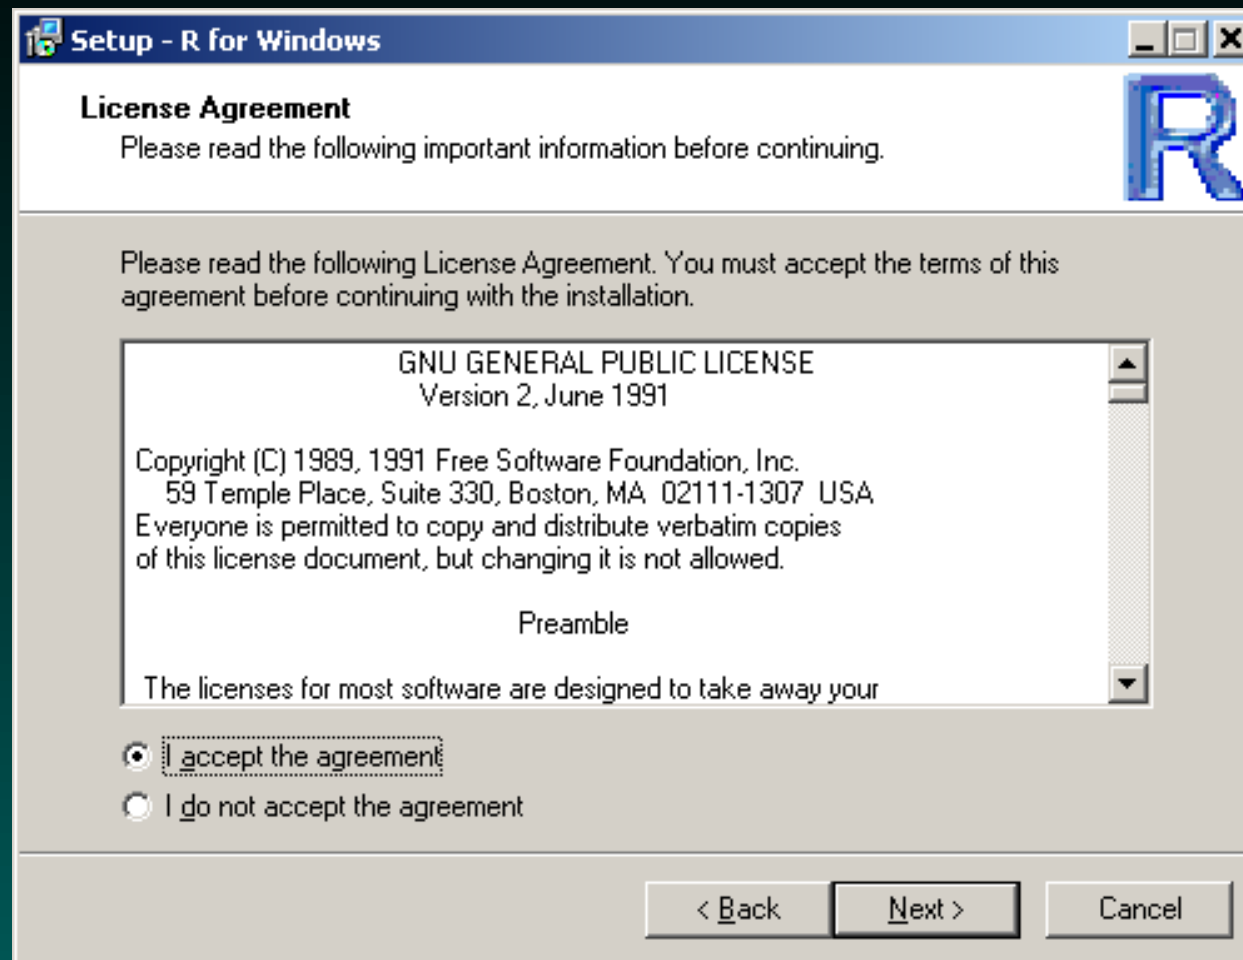 Setup - R for Windows
License Agreement
Please read the following important information before continuing.
R
Please read the following License Agreement. You must accept the terms of this
agreement before continuing with the installation.
GNU GENERAL PUBLIC LICENSE
Version 2, June 1991
Copyright (C) 1989, 1991 Free Software Foundation, Inc.
59 Temple Place, Suite 330, Boston, MA  02111-1307  USA
Everyone is permitted to copy and distribute verbatim copies
of this license document, but changing it is not allowed.
Preamble
The licenses for most software are designed to take away your
I accept the agreement
I do not accept the agreement
< Back
Next >
Cancel